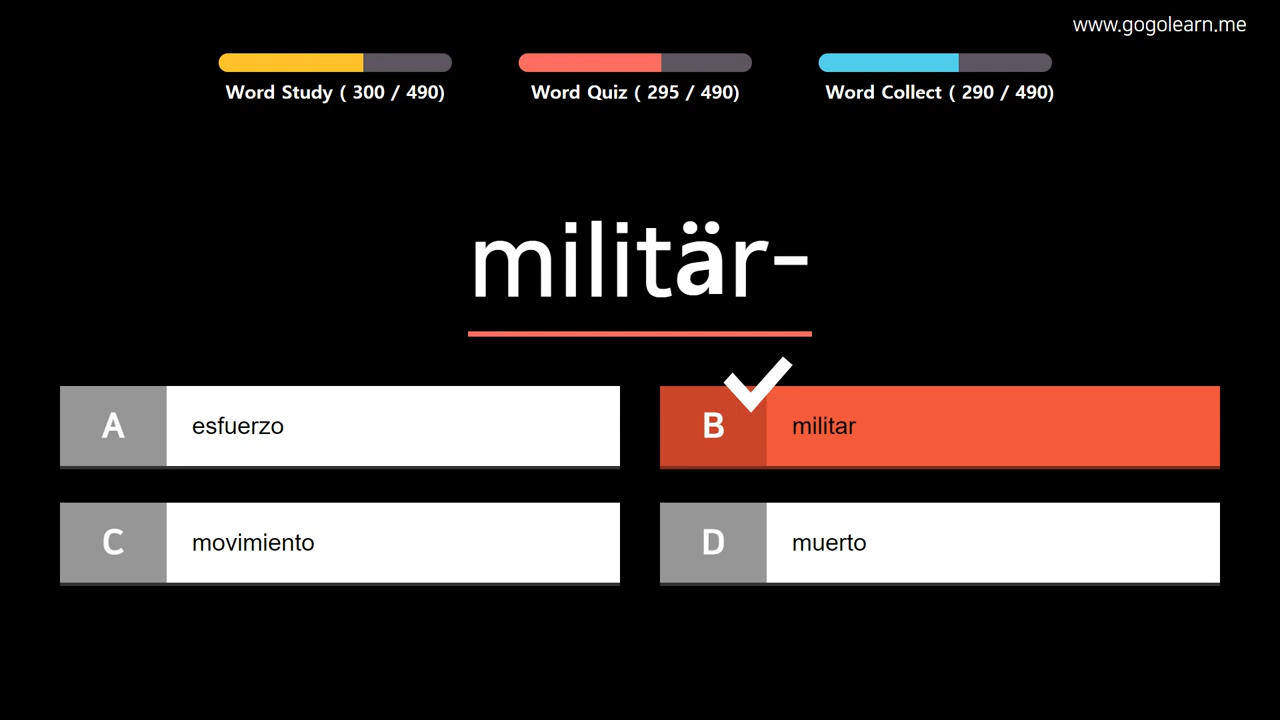 www.gogolearn.me
Word Study ( 300 / 490)
Word Quiz ( 295 / 490)
Word Collect ( 290 / 490)
militär-
A esfuerzo
B militar
C movimiento
D muerto